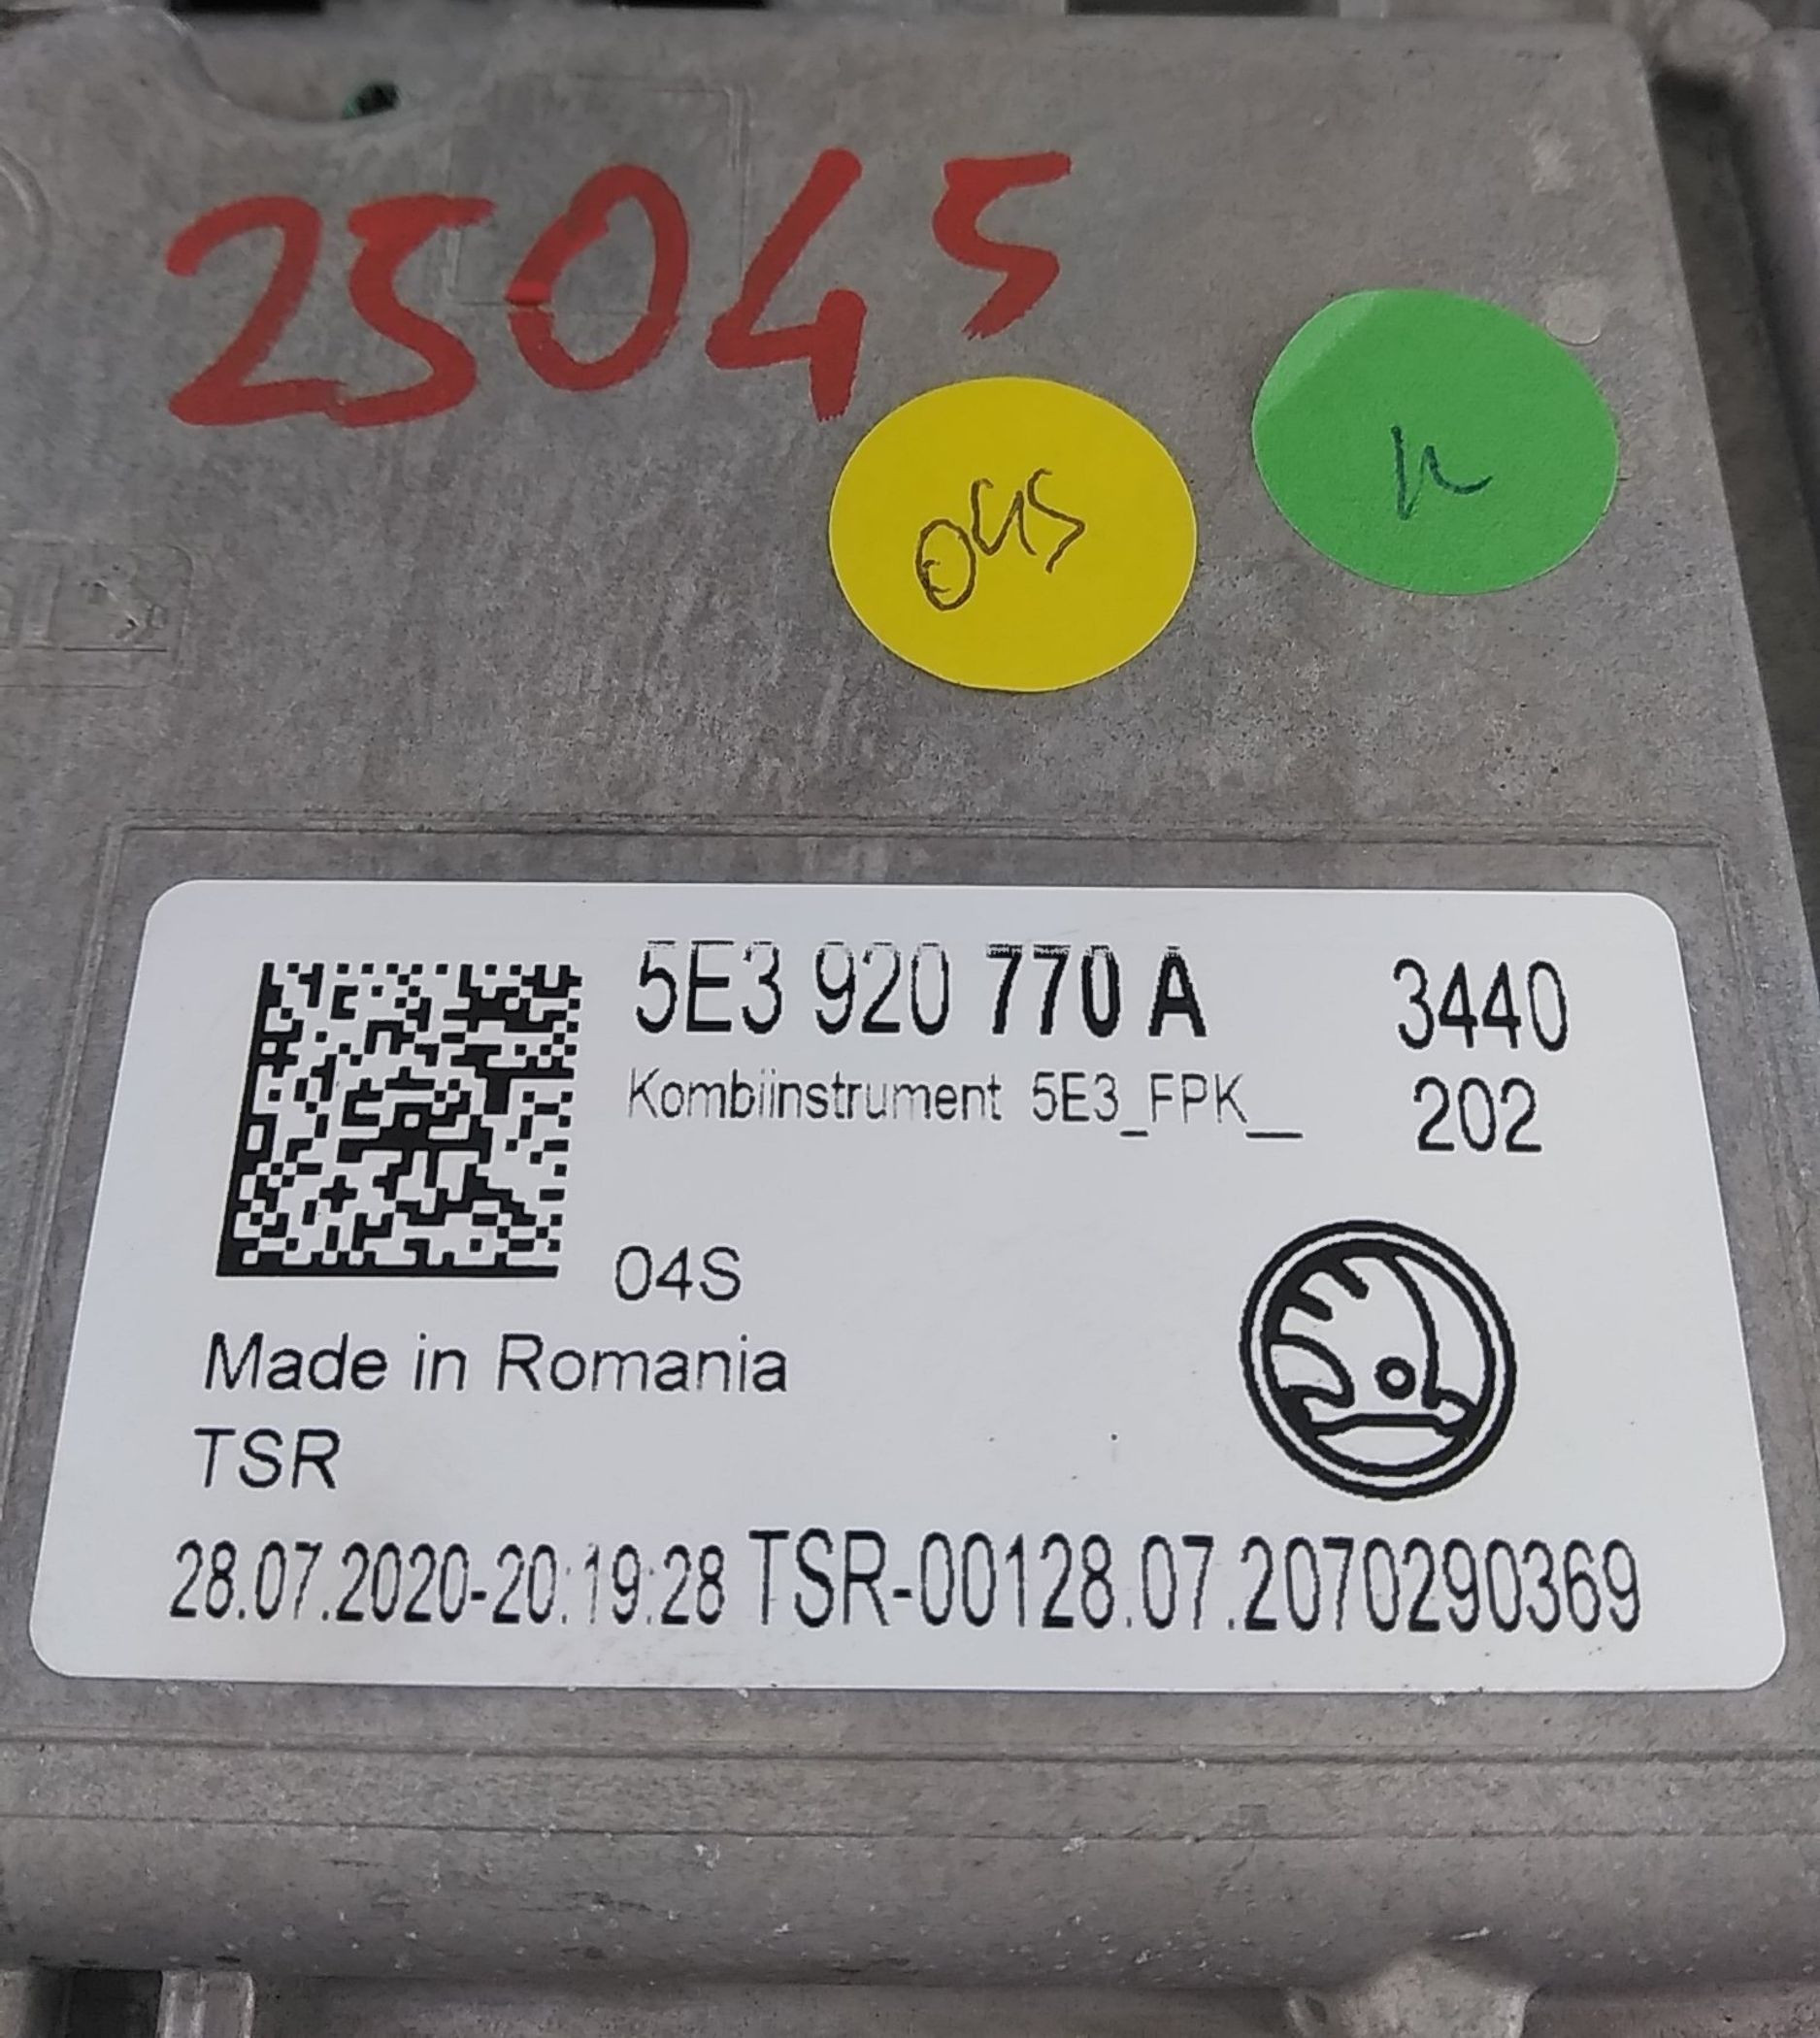 25045
04S
5E3 920 770 A 3440
Kombiinstrument 5E3_FPK__ 202
04S
Made in Romania
TSR
28.07.2020-20:19:28 TSR-00128.07.2070290369